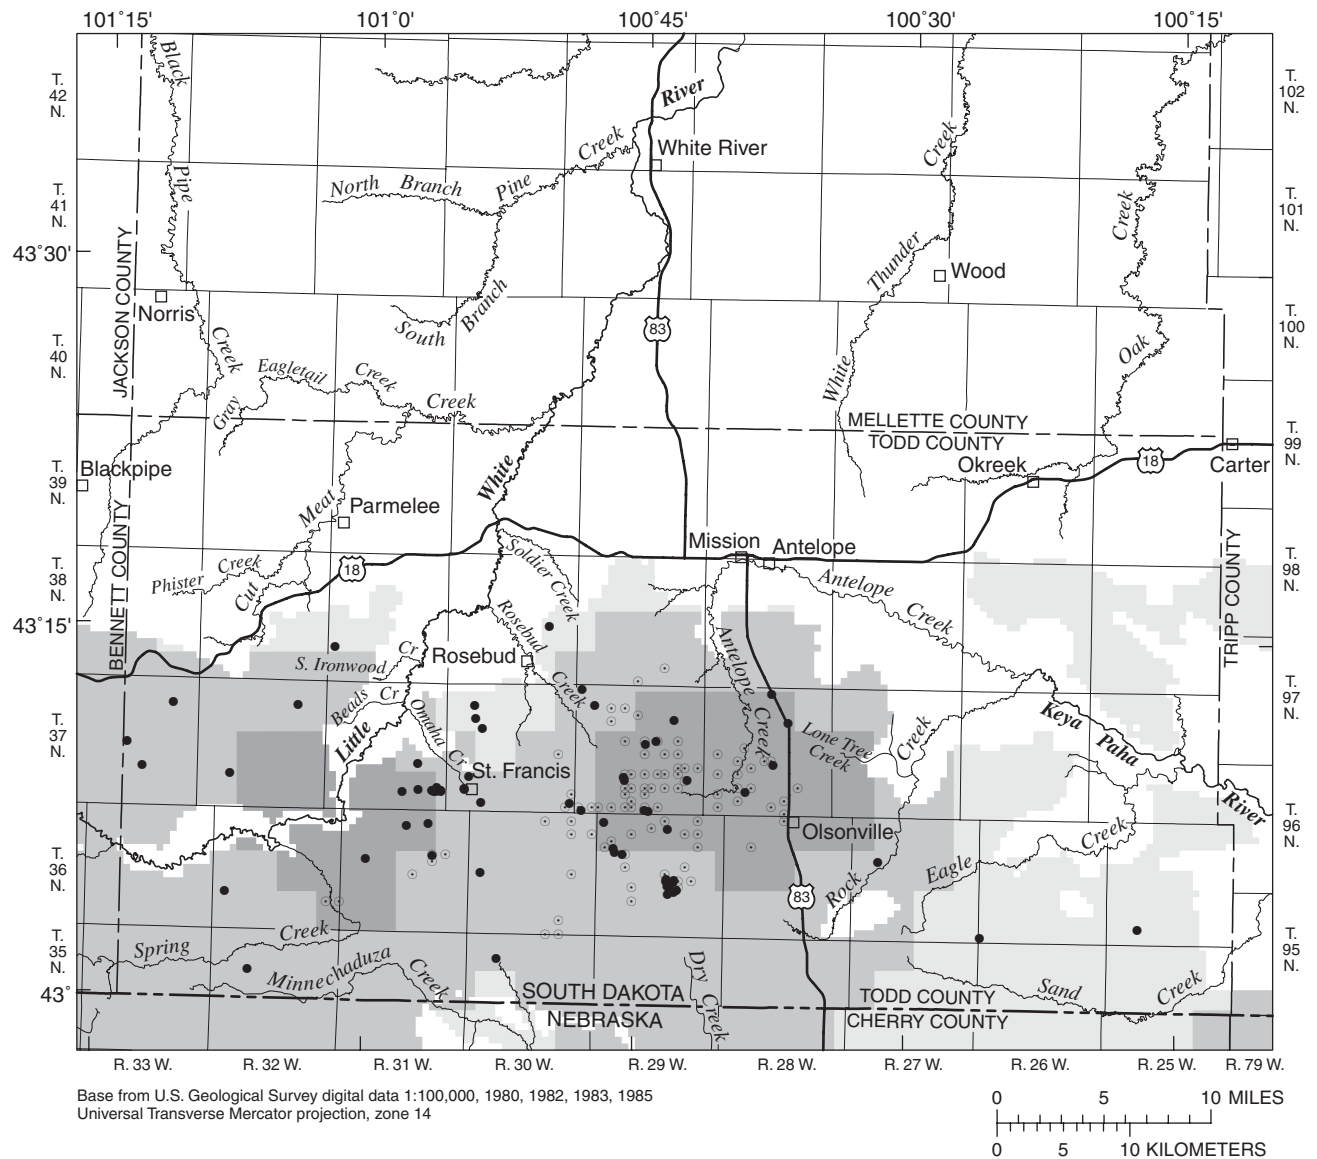 101°15' 101°0' 100°45' 100°30' 100°15'
T. 42 N.
T. 41 N.
43°30'
T. 40 N.
T. 39 N.
T. 38 N.
43°15'
T. 37 N.
T. 36 N.
T. 35 N.
43°
T. 102 N.
T. 101 N.
T. 100 N.
T. 99 N.
T. 98 N.
T. 97 N.
T. 96 N.
T. 95 N.
Black Pipe Creek
River
White River
North Branch Pine Creek
South Branch
White Thunder Creek
Wood
Oak Creek
JACKSON COUNTY
Norris
83
Eagletail Creek
Gray
Creek
MELLETTE COUNTY
TODD COUNTY
Okreek
18
Carter
Blackpipe
BENNETT COUNTY
Cut Meat
Parmelee
Little White
Mission
Antelope
Phister Creek
18
Soldier Creek
Antelope Creek
TRIPP COUNTY
Rosebud Creek
Rosebud
S. Ironwood Cr
Beads Cr
Omaha Cr
Antelope Creek
Lone Tree Creek
Keya Paha River
St. Francis
Olsonville
Rock Creek
Eagle Creek
83
Spring Creek
Minnechaduza Creek
Dry Creek
Sand Creek
SOUTH DAKOTA
NEBRASKA
TODD COUNTY
CHERRY COUNTY
R. 33 W. R. 32 W. R. 31 W. R. 30 W. R. 29 W. R. 28 W. R. 27 W. R. 26 W. R. 25 W. R. 79 W.
Base from U.S. Geological Survey digital data 1:100,000, 1980, 1982, 1983, 1985
Universal Transverse Mercator projection, zone 14
0 5 10 MILES
0 5 10 KILOMETERS